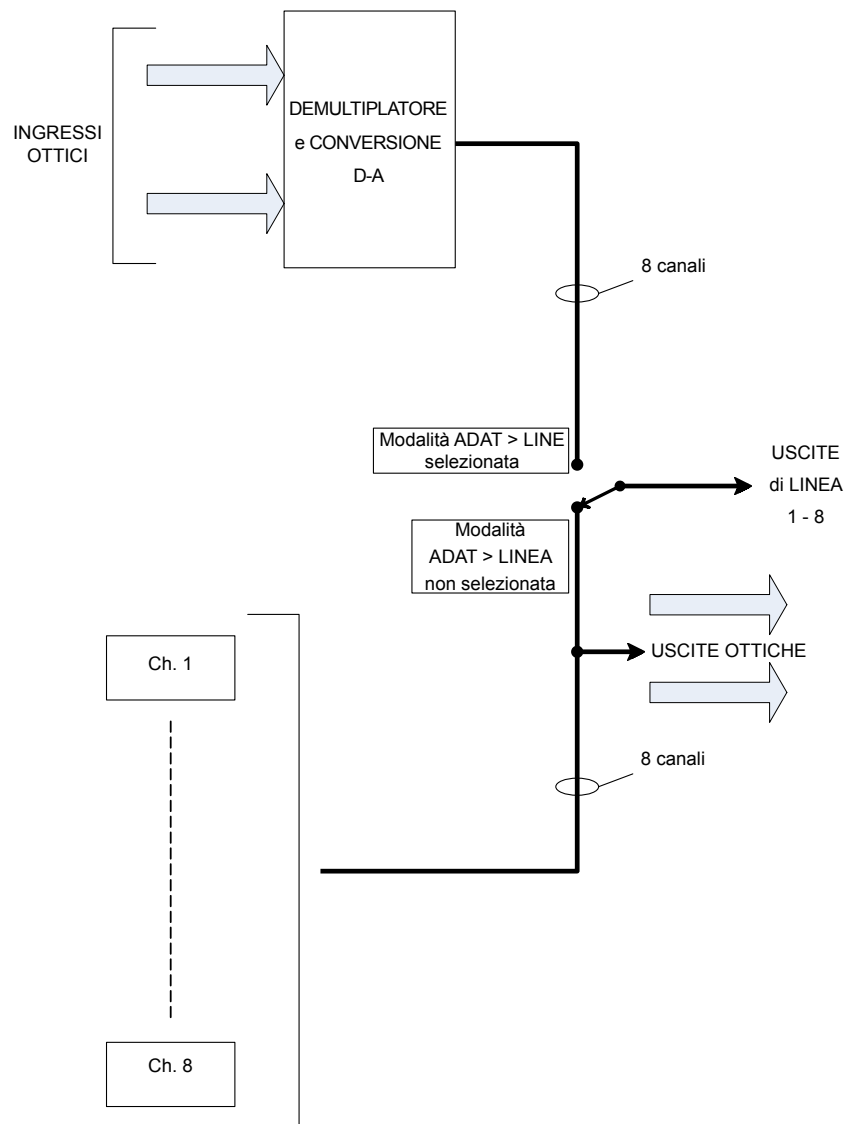 INGRESSI
OTTICI
DEMULTIPLATORE
e CONVERSIONE
D-A
8 canali
Modalità ADAT > LINE
selezionata
USCITE
di LINEA
1 - 8
Modalità
ADAT > LINEA
non selezionata
USCITE OTTICHE
Ch. 1
8 canali
Ch. 8